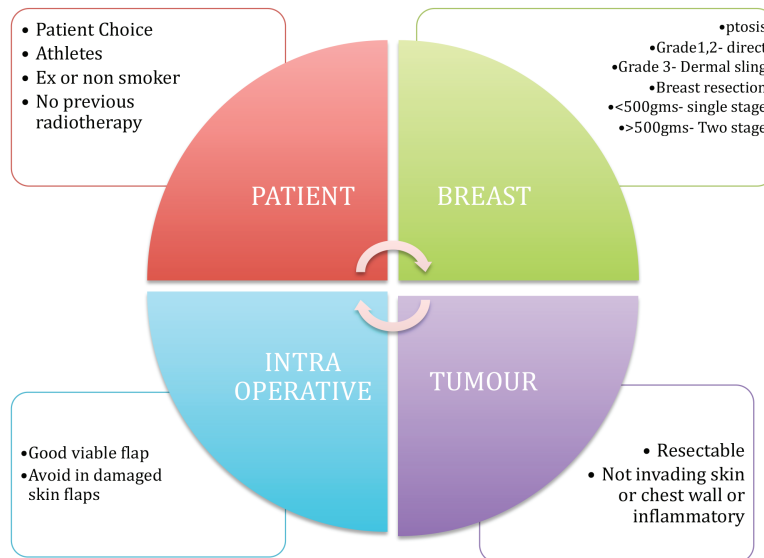 • Patient Choice
• Athletes
• Ex or non smoker
• No previous
radiotherapy
•ptosis
•Grade1,2- direct
•Grade 3- Dermal sling
•Breast resection
•<500gms- single stage
•>500gms- Two stage
PATIENT
BREAST
INTRA
OPERATIVE
TUMOUR
•Good viable flap
•Avoid in damaged
skin flaps
• Resectable
• Not invading skin
or chest wall or
inflammatory